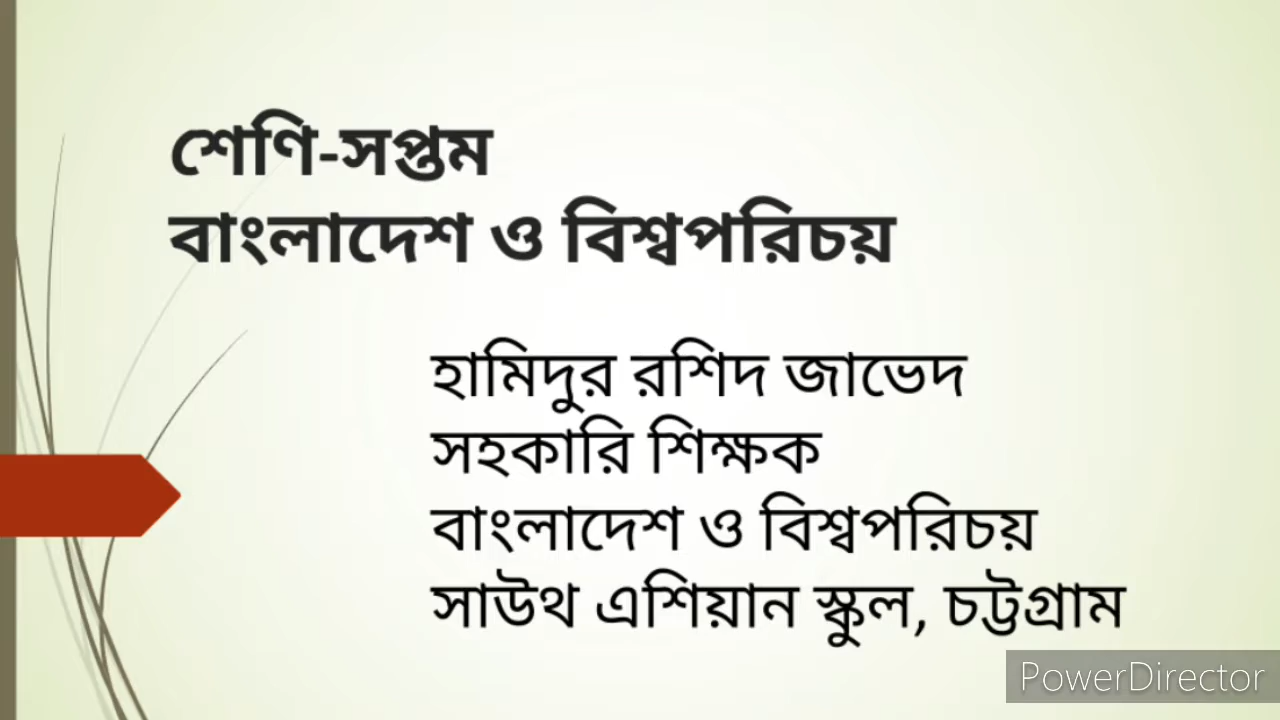 শেণি-সপ্তম
বাংলাদেশ ও বিশ্বপরিচয়
হামিদুর রশিদ জাভেদ
সহকারি শিক্ষক
বাংলাদেশ ও বিশ্বপরিচয়
সাউথ এশিয়ান স্কুল, চট্টগ্রাম
PowerDirector